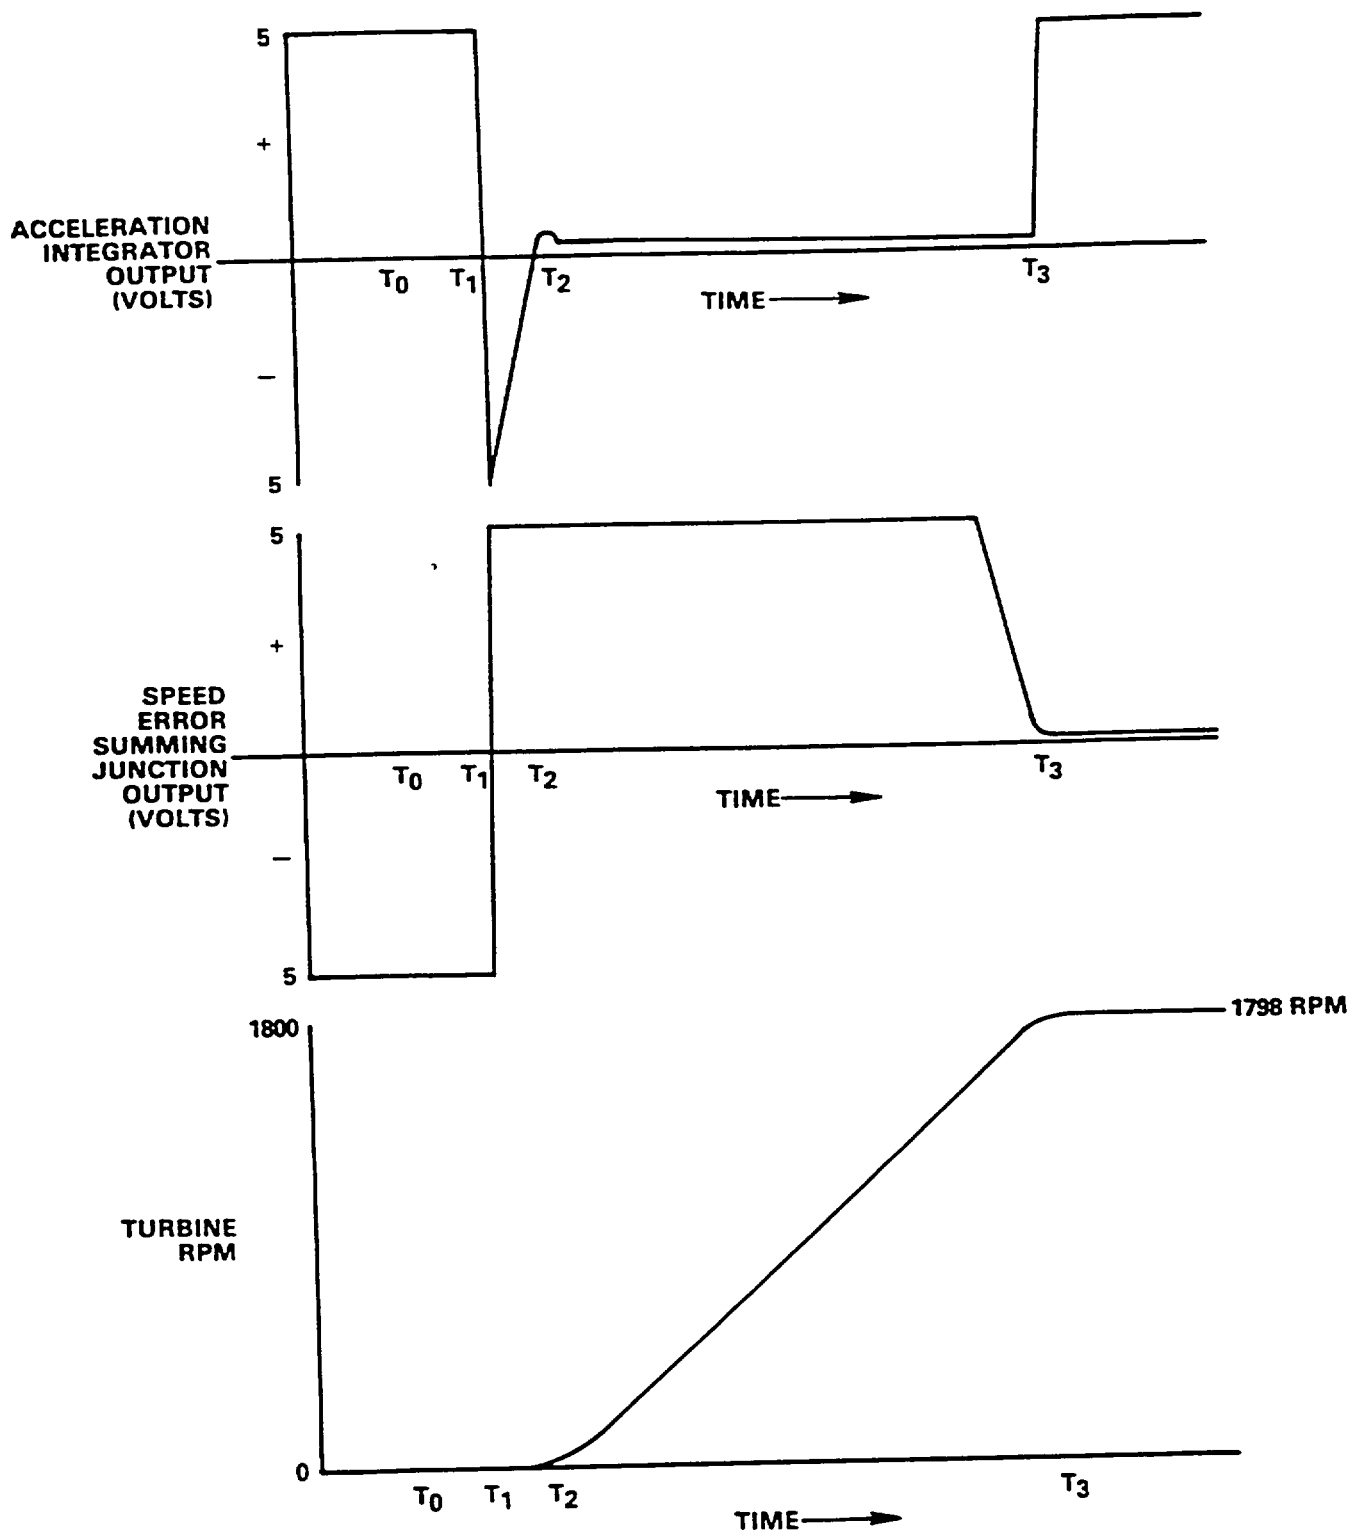 5
+
ACCELERATION
INTEGRATOR
OUTPUT
(VOLTS)
T0 T1 T2 T3
TIME
−
5
5
+
SPEED
ERROR
SUMMING
JUNCTION
OUTPUT
(VOLTS)
T0 T1 T2 T3
TIME
−
5
1800
1798 RPM
TURBINE
RPM
0
T0 T1 T2 T3
TIME